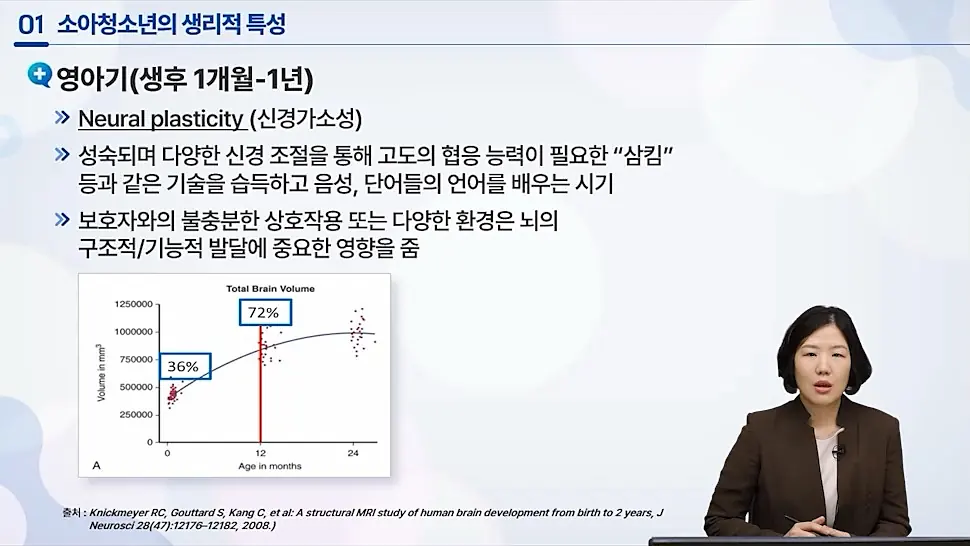 01 소아청소년의 생리적 특성
영아기(생후 1개월-1년)
Neural plasticity (신경가소성)
성숙되며 다양한 신경 조절을 통해 고도의 협응 능력이 필요한 “삼킴”
등과 같은 기술을 습득하고 음성, 단어들의 언어를 배우는 시기
보호자와의 불충분한 상호작용 또는 다양한 환경은 뇌의
구조적/기능적 발달에 중요한 영향을 줌
Total Brain Volume
1250000
72%
1000000
750000
36%
500000
250000
0
Volume in mm³
0 12 24
A Age in months
출처 : Knickmeyer RC, Gouttard S, Kang C, et al: A structural MRI study of human brain development from birth to 2 years, J
Neurosci 28(47):12176–12182, 2008.)